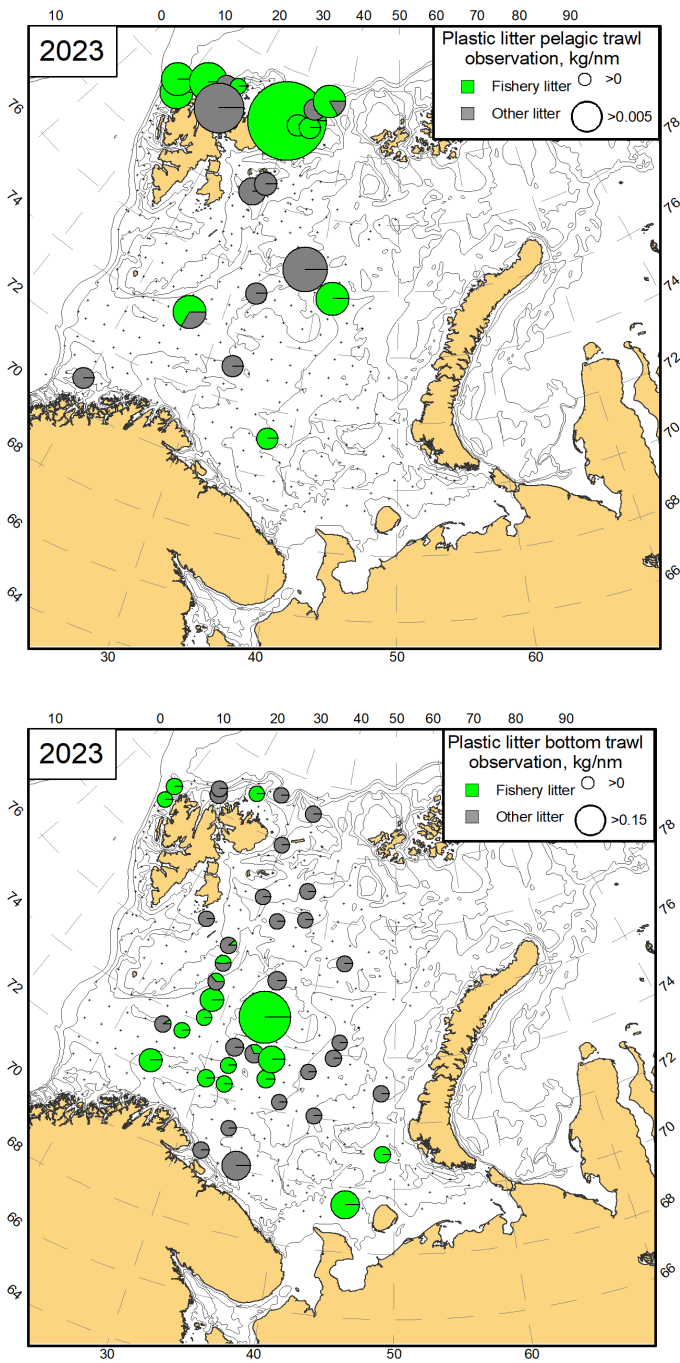 10 0 10 20 30 40 50 60 70 80 90
2023
Plastic litter pelagic trawl
observation, kg/nm
Fishery litter >0
Other litter >0.005
76
78
74
76
72
74
70
72
68
70
66
68
64
66
30 40 50 60
10 0 10 20 30 40 50 60 70 80 90
2023
Plastic litter bottom trawl
observation, kg/nm
Fishery litter >0
Other litter >0.15
76
78
74
76
72
74
70
72
68
70
66
68
64
66
30 40 50 60